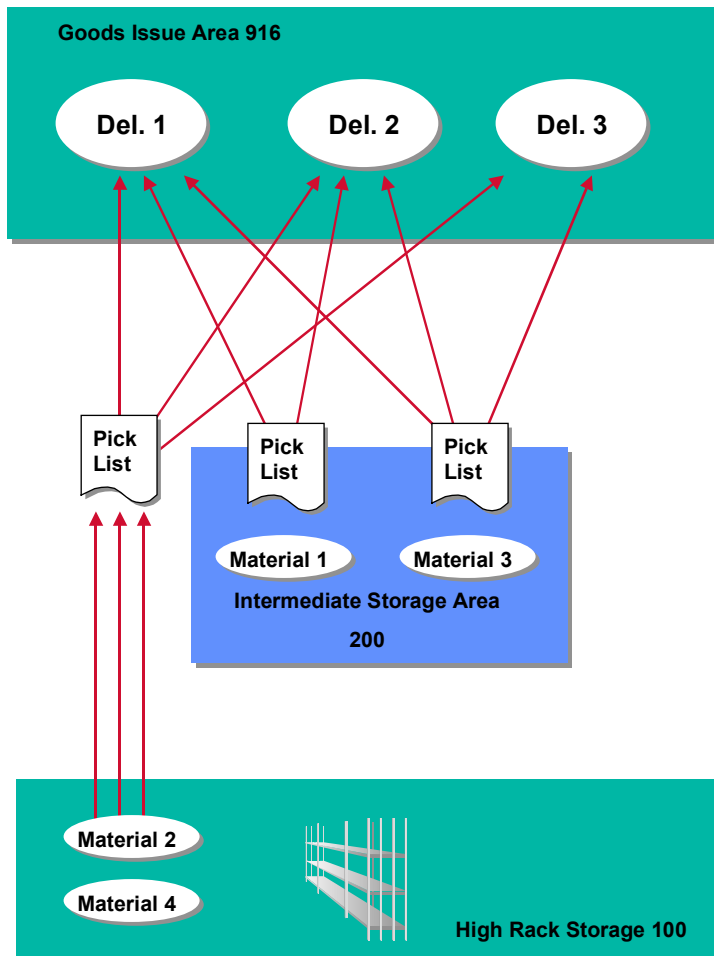 Goods Issue Area 916
Del. 1
Del. 2
Del. 3
Pick
List
Pick
List
Pick
List
Material 1
Material 3
Intermediate Storage Area
200
Material 2
Material 4
High Rack Storage 100